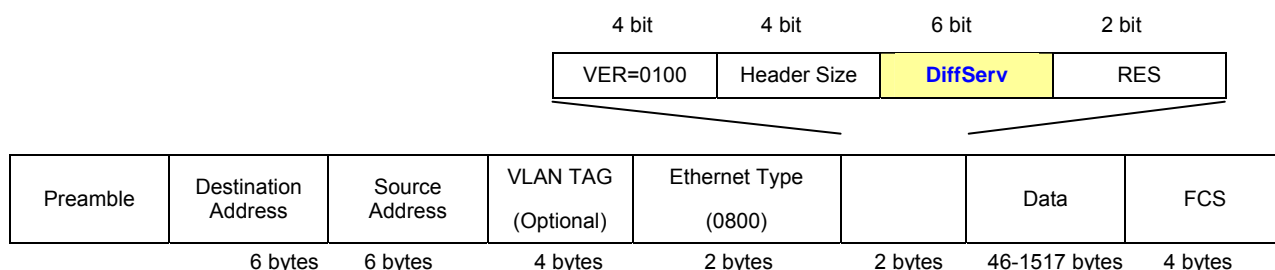 4 bit 4 bit 6 bit 2 bit
VER=0100 Header Size DiffServ RES
Preamble Destination Address Source Address VLAN TAG (Optional) Ethernet Type (0800) Data FCS
6 bytes 6 bytes 4 bytes 2 bytes 2 bytes 46-1517 bytes 4 bytes